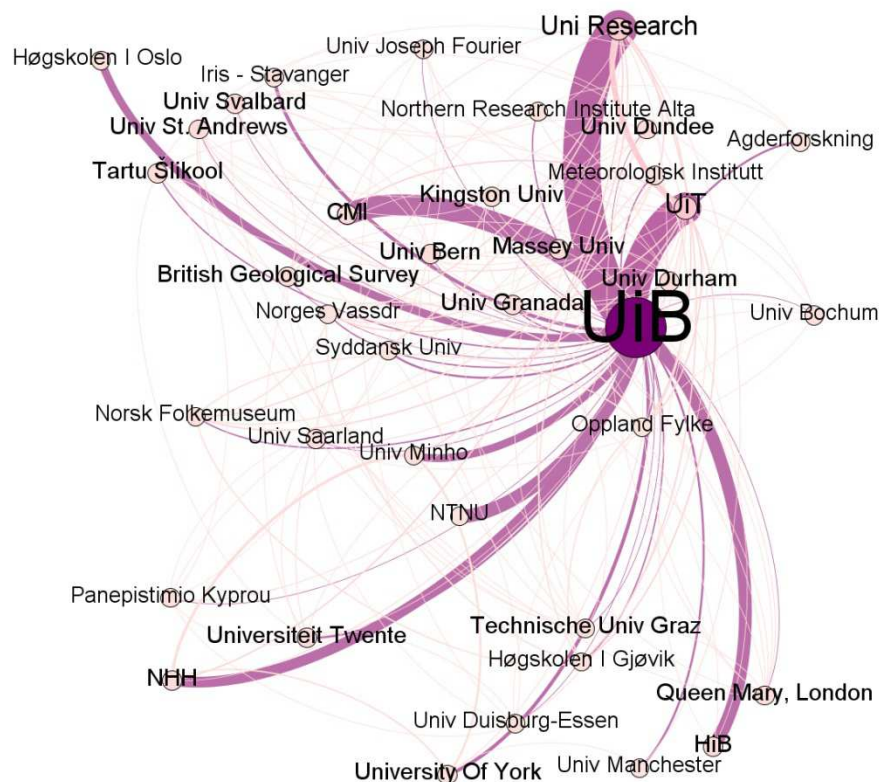 Uni Research
Univ Joseph Fourier
Høgskolen I Oslo
Iris - Stavanger
Univ Svalbard
Northern Research Institute Alta
Univ St. Andrews
Univ Dundee
Agderforskning
Tartu Šlikool
Meteorologisk Institutt
Kingston Univ
CMI
UiT
Univ Bern
Massey Univ
British Geological Survey
Univ Durham
Univ Granada
Norges Vassdr
UiB
Univ Bochum
Syddansk Univ
Norsk Folkemuseum
Oppland Fylke
Univ Saarland
Univ Minho
NTNU
Panepistimio Kyprou
Technische Univ Graz
Universiteit Twente
Høgskolen I Gjøvik
NHH
Queen Mary, London
Univ Duisburg-Essen
HiB
Univ Manchester
University Of York